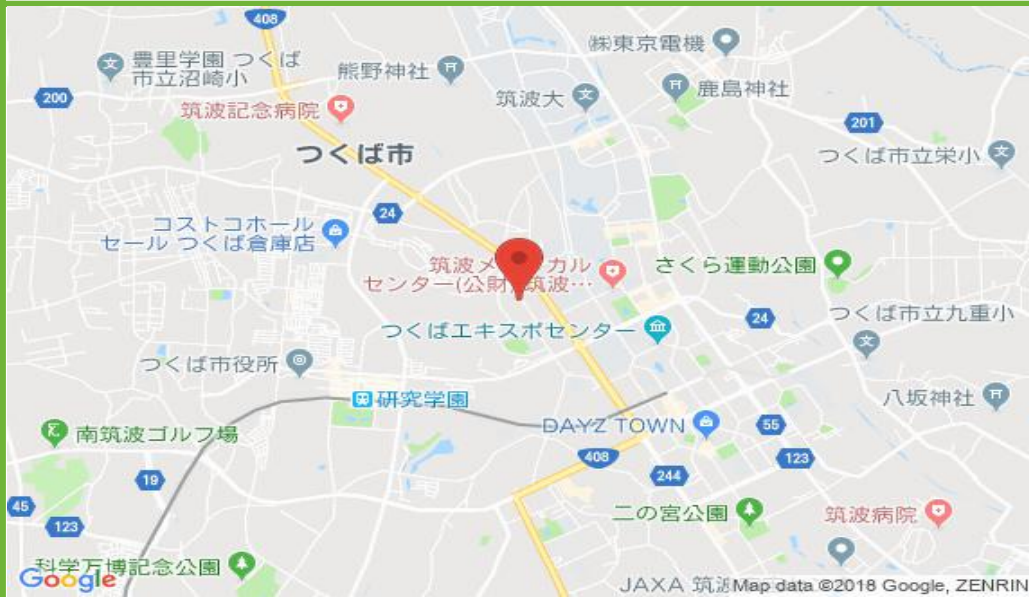 408
豊里学園 つくば
市立沼崎小
熊野神社
㈱東京電機
200
筑波記念病院
筑波大
鹿島神社
201
つくば市
つくば市立栄小
24
コストコホール
セール つくば倉庫店
筑波メ
カル
センター(公財
筑波…
さくら運動公園
つくばエキスポセンター
24
つくば市立九重小
つくば市役所
研究学園
八坂神社
DAYZ TOWN
55
南筑波ゴルフ場
408
123
19
244
45
123
二の宮公園
筑波病院
科学万博記念公園
Google
JAXA 筑波
Map data ©2018 Google, ZENRIN